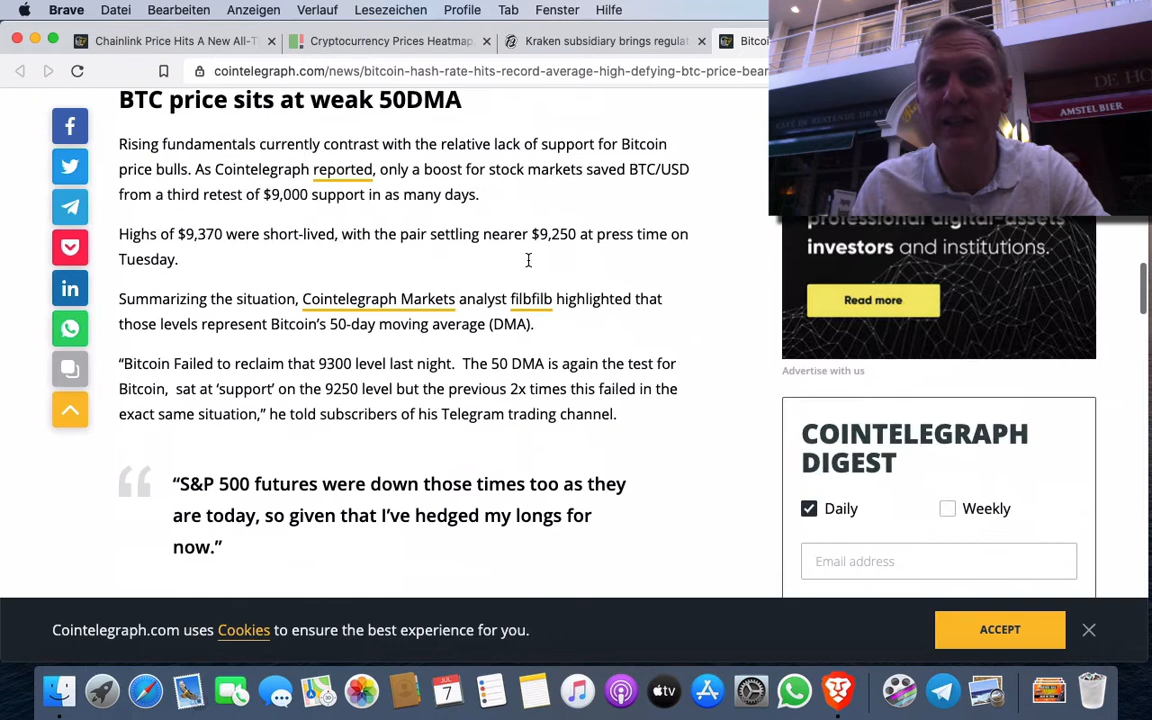 Brave Datei Bearbeiten Anzeigen Verlauf Lesezeichen Profile Tab Fenster Hilfe
Chainlink Price Hits A New All-T
Cryptocurrency Prices Heatmap,
Kraken subsidiary brings regulat
Bitcoi
cointelegraph.com/news/bitcoin-hash-rate-hits-record-average-high-defying-btc-price-bear
DE
AMSTEL BIER
BTC price sits at weak 50DMA
Rising fundamentals currently contrast with the relative lack of support for Bitcoin
price bulls. As Cointelegraph reported, only a boost for stock markets saved BTC/USD
from a third retest of $9,000 support in as many days.
Highs of $9,370 were short-lived, with the pair settling nearer $9,250 at press time on
Tuesday.
Summarizing the situation, Cointelegraph Markets analyst filbfilb highlighted that
those levels represent Bitcoin’s 50-day moving average (DMA).
“Bitcoin Failed to reclaim that 9300 level last night. The 50 DMA is again the test for
Bitcoin, sat at ‘support’ on the 9250 level but the previous 2x times this failed in the
exact same situation,” he told subscribers of his Telegram trading channel.
“S&P 500 futures were down those times too as they
are today, so given that I’ve hedged my longs for
now.”
professional digital-assets
investors and institutions.
Read more
Advertise with us
COINTELEGRAPH
DIGEST
Daily
Weekly
Email address
Cointelegraph.com uses Cookies to ensure the best experience for you.
ACCEPT
JUL
7
tv